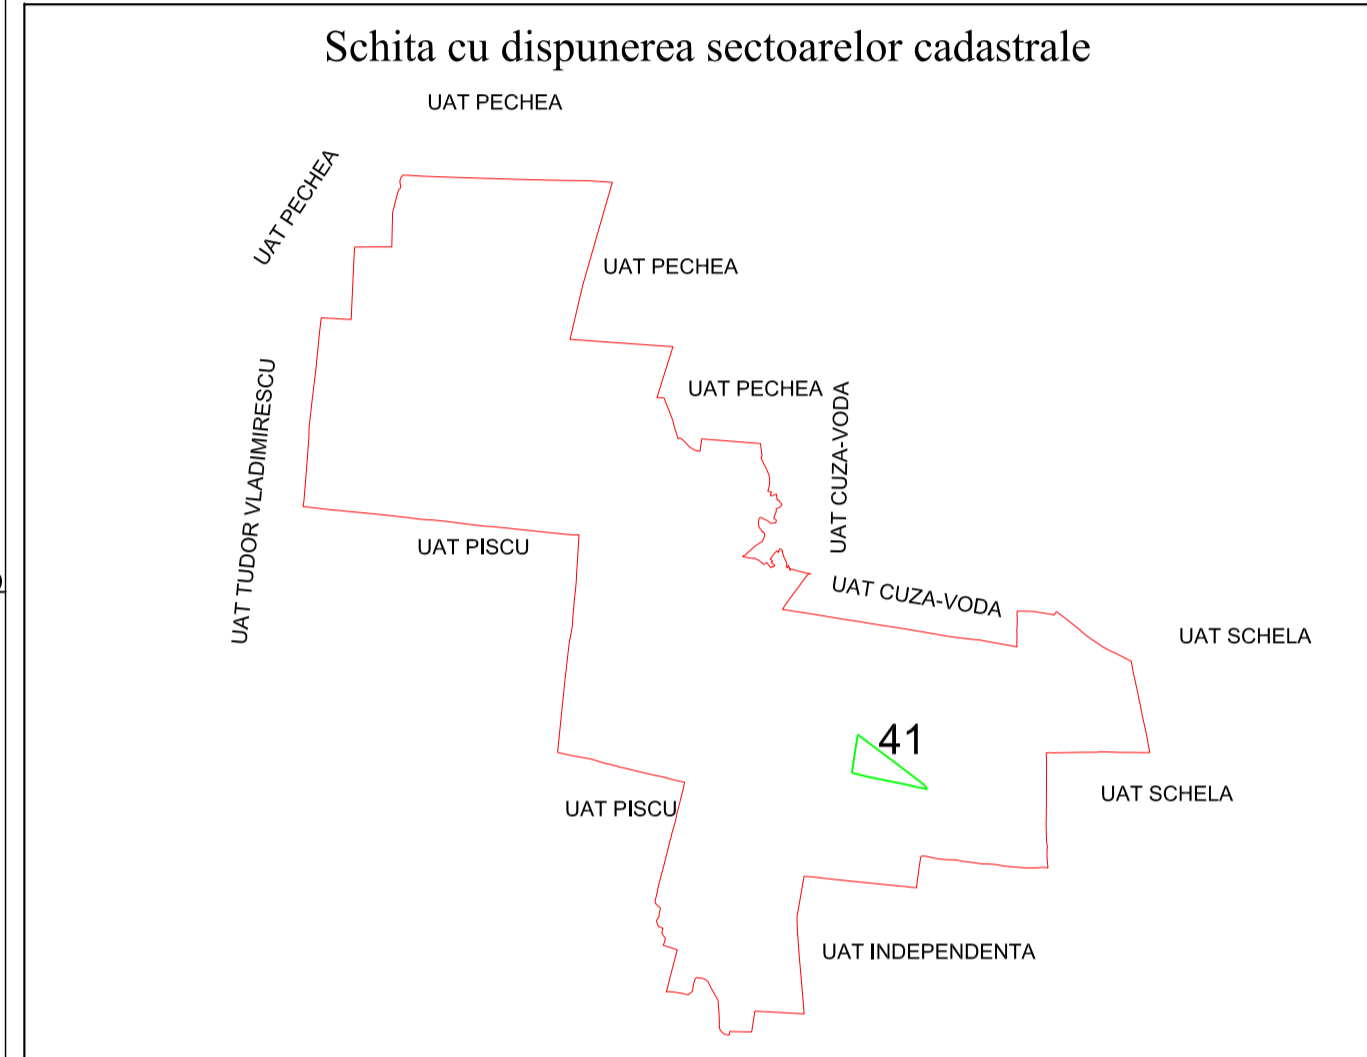 Schita cu dispunerea sectoarelor cadastrale
UAT PECHEA
UAT PECHEA
UAT PECHEA
UAT PECHEA
UAT CUZA-VODA
UAT TUDOR VLADIMIRESCU
UAT PISCU
UAT CUZA-VODA
UAT SCHELA
41
UAT SCHELA
UAT PISCU
UAT INDEPENDENTA